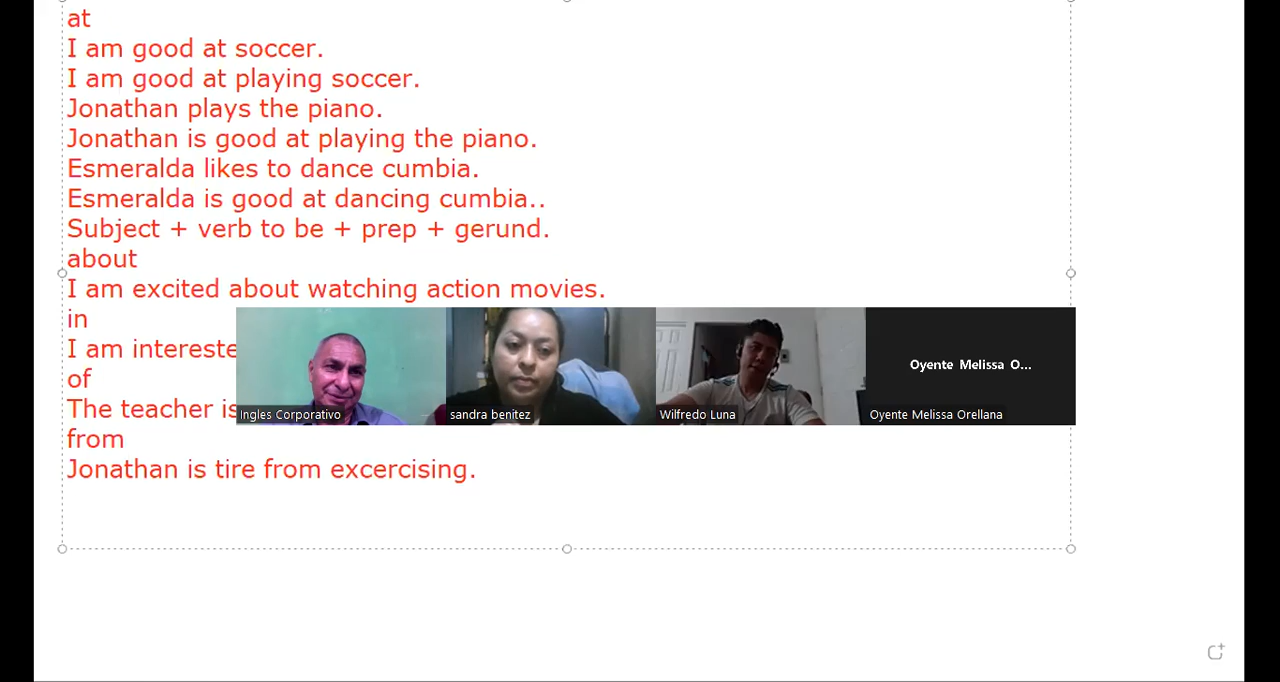 at
I am good at soccer.
I am good at playing soccer.
Jonathan plays the piano.
Jonathan is good at playing the piano.
Esmeralda likes to dance cumbia.
Esmeralda is good at dancing cumbia..
Subject + verb to be + prep + gerund.
about
I am excited about watching action movies.
in
I am
of
The teacher is
from
Jonathan is tire from excercising.
Oyente Melissa O...
Ingles Corporativo
sandra benitez
Wilfredo Luna
Oyente Melissa Orellana